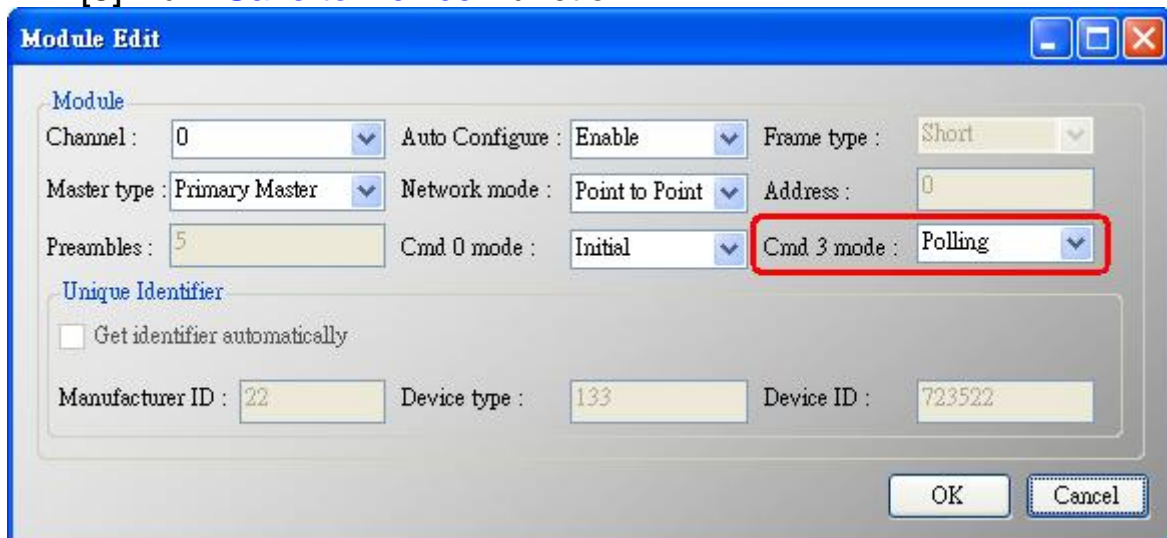 Module Edit
Module
Channel : 0 Auto Configure : Enable Frame type : Short
Master type : Primary Master Network mode : Point to Point Address : 0
Preambles : 5 Cmd 0 mode : Initial Cmd 3 mode : Polling
Unique Identifier
Get identifier automatically
Manufacturer ID : 22 Device type : 133 Device ID : 723522
OK Cancel